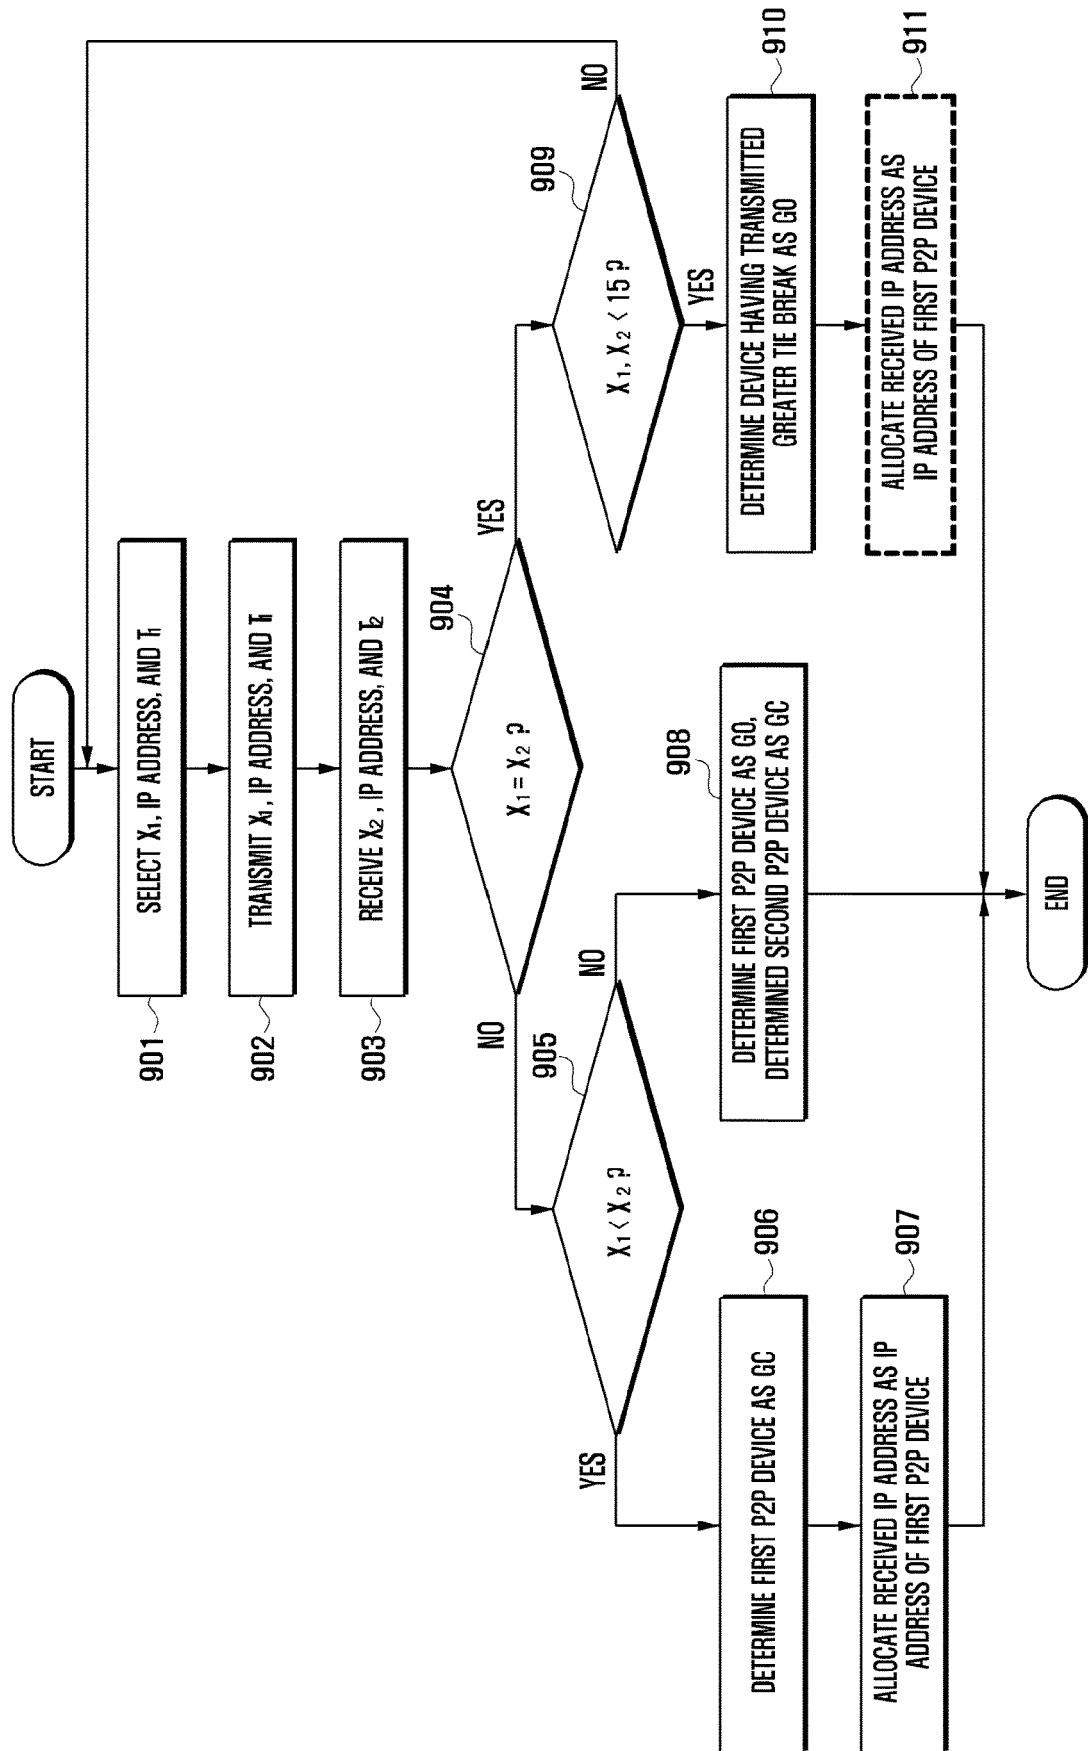 START
SELECT X₁, IP ADDRESS, AND T₁
901
TRANSMIT X₁, IP ADDRESS, AND T₁
902
RECEIVE X₂, IP ADDRESS, AND T₂
903
X₁ = X₂ ?
904
NO
YES
X₁ < X₂ ?
905
YES
NO
DETERMINE FIRST P2P DEVICE AS GC
906
ALLOCATE RECEIVED IP ADDRESS AS IP
ADDRESS OF FIRST P2P DEVICE
907
DETERMINE FIRST P2P DEVICE AS GO,
DETERMINED SECOND P2P DEVICE AS GC
908
X₁, X₂ < 15 ?
909
NO
YES
DETERMINE DEVICE HAVING TRANSMITTED
GREATER TIE BREAK AS GO
910
ALLOCATE RECEIVED IP ADDRESS AS
IP ADDRESS OF FIRST P2P DEVICE
911
END